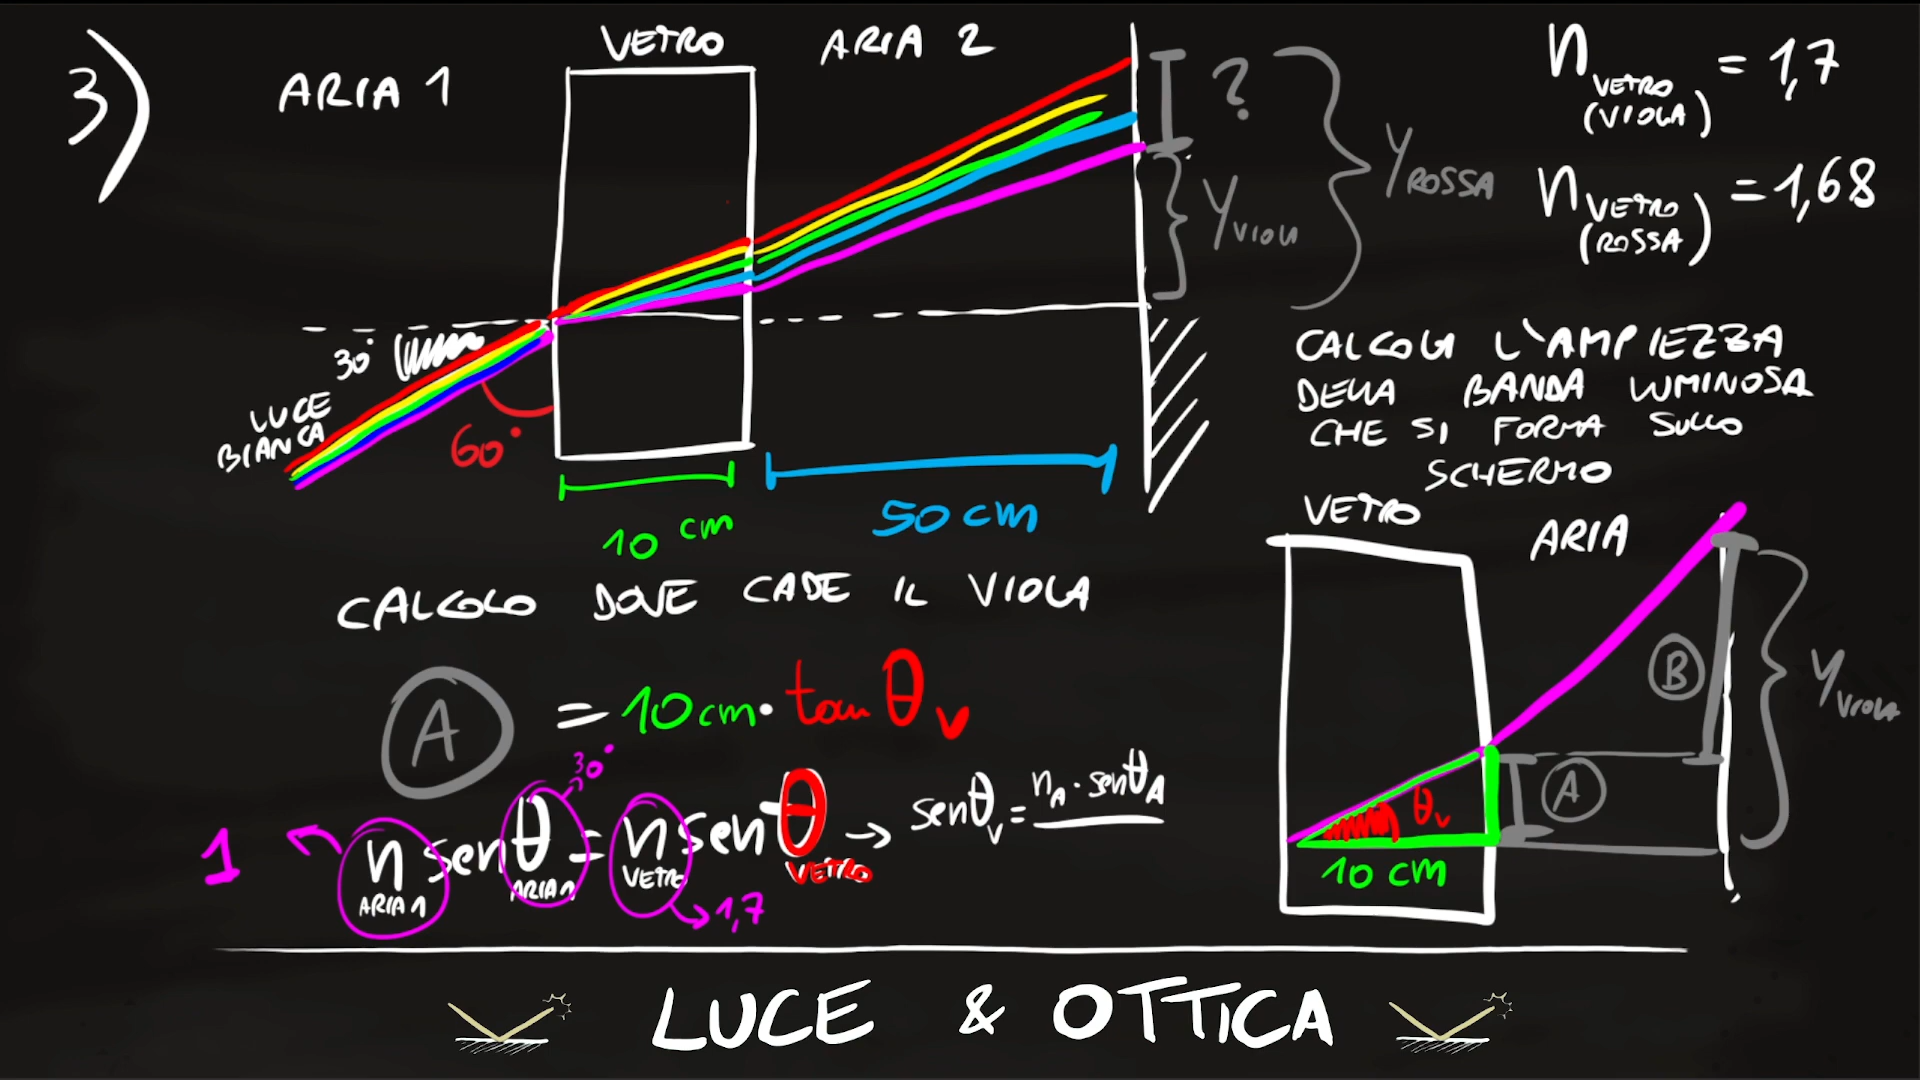 3)
ARIA 1
VETRO
ARIA 2
?
Y VIOLA
Y ROSSA
n VETRO (VIOLA) = 1,7
n VETRO (ROSSA) = 1,68
30°
LUCE
BIANCA
60°
10 cm
50 cm
CALCOLI L'AMPIEZZA
DELLA BANDA LUMINOSA
CHE SI FORMA SULLO
SCHERMO
CALCOLO DOVE CADE IL VIOLA
A = 10 cm · tan θv
30°
1
n ARIA 1 sen θ ARIA 1 = n VETRO sen θ VETRO → sen θv = nA · sen θA
1,7
VETRO
ARIA
B
Y VIOLA
A
θv
10 cm
LUCE & OTTICA